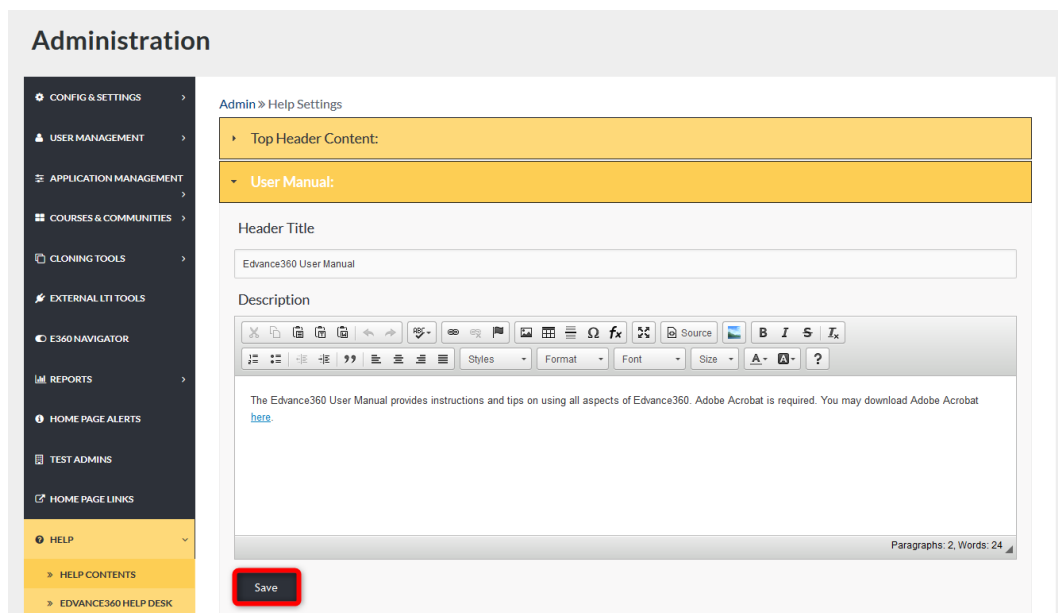 Administration
CONFIG & SETTINGS
USER MANAGEMENT
APPLICATION MANAGEMENT
COURSES & COMMUNITIES
CLONING TOOLS
EXTERNAL LTI TOOLS
E360 NAVIGATOR
REPORTS
HOME PAGE ALERTS
TEST ADMINS
HOME PAGE LINKS
HELP
» HELP CONTENTS
» EDVANCE360 HELP DESK
Admin » Help Settings
Top Header Content:
User Manual:
Header Title
Edvance360 User Manual
Description
ABC Ω fx Source B I S Ix
Styles Format Font Size A A ?
The Edvance360 User Manual provides instructions and tips on using all aspects of Edvance360. Adobe Acrobat is required. You may download Adobe Acrobat
here.
Paragraphs: 2, Words: 24
Save